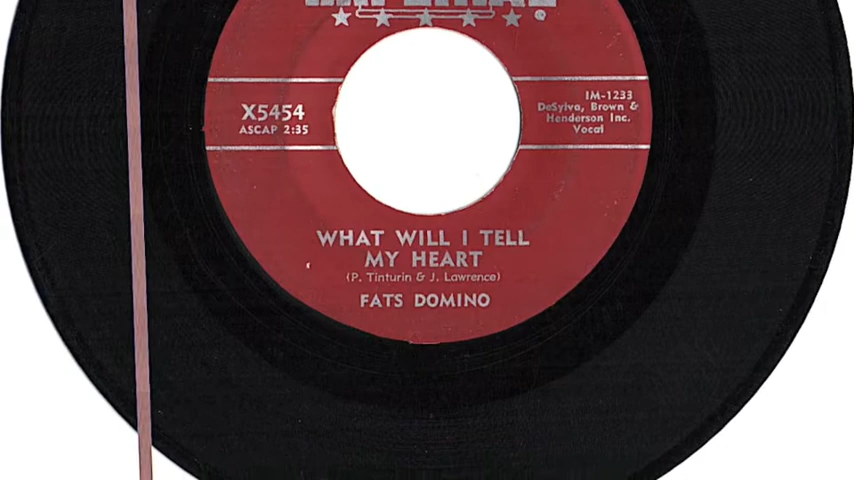 IMPERIAL
X5454
ASCAP 2:35
IM-1233
DeSylva, Brown &
Henderson Inc.
Vocal
WHAT WILL I TELL
MY HEART
(P. Tinturin & J. Lawrence)
FATS DOMINO